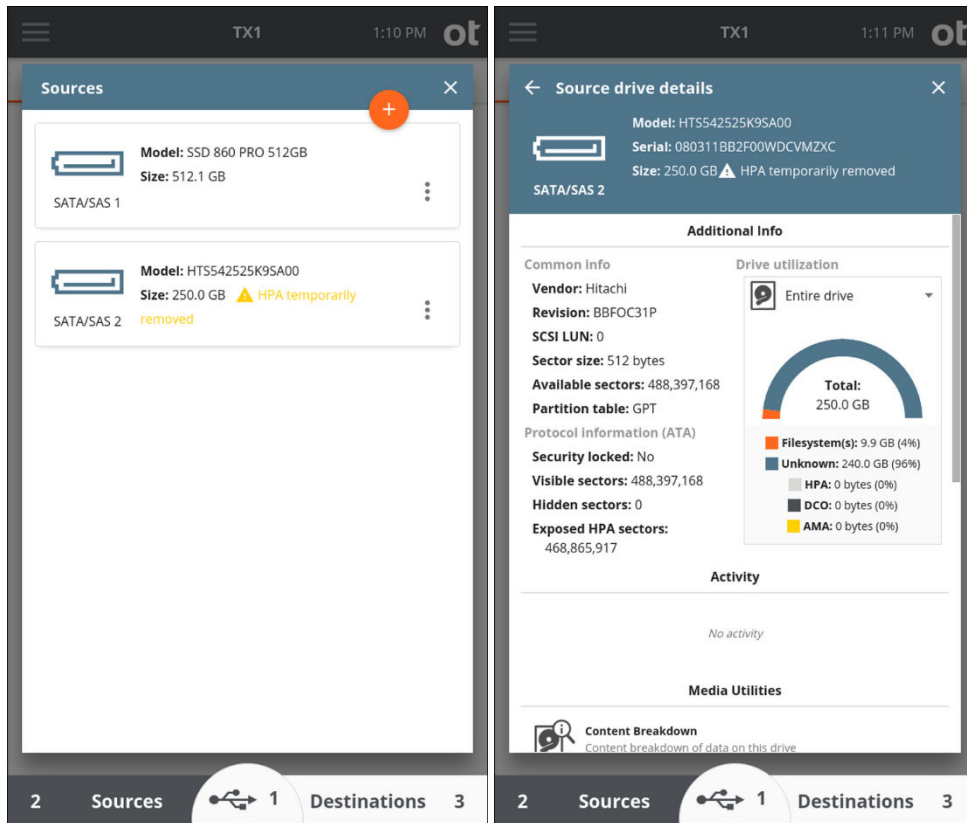 TX1 1:10 PM ot
Sources
+
Model: SSD 860 PRO 512GB
Size: 512.1 GB
SATA/SAS 1
Model: HTS542525K9SA00
Size: 250.0 GB HPA temporarily
removed
SATA/SAS 2
2 Sources 1 Destinations 3
TX1 1:11 PM ot
Source drive details
Model: HTS542525K9SA00
Serial: 080311BB2F00WDCVMZXC
Size: 250.0 GB HPA temporarily removed
SATA/SAS 2
Additional Info
Common info
Vendor: Hitachi
Revision: BBFOC31P
SCSI LUN: 0
Sector size: 512 bytes
Available sectors: 488,397,168
Partition table: GPT
Protocol information (ATA)
Security locked: No
Visible sectors: 488,397,168
Hidden sectors: 0
Exposed HPA sectors:
468,865,917
Drive utilization
Entire drive
Total:
250.0 GB
Filesystem(s): 9.9 GB (4%)
Unknown: 240.0 GB (96%)
HPA: 0 bytes (0%)
DCO: 0 bytes (0%)
AMA: 0 bytes (0%)
Activity
No activity
Media Utilities
Content Breakdown
Content breakdown of data on this drive
2 Sources 1 Destinations 3